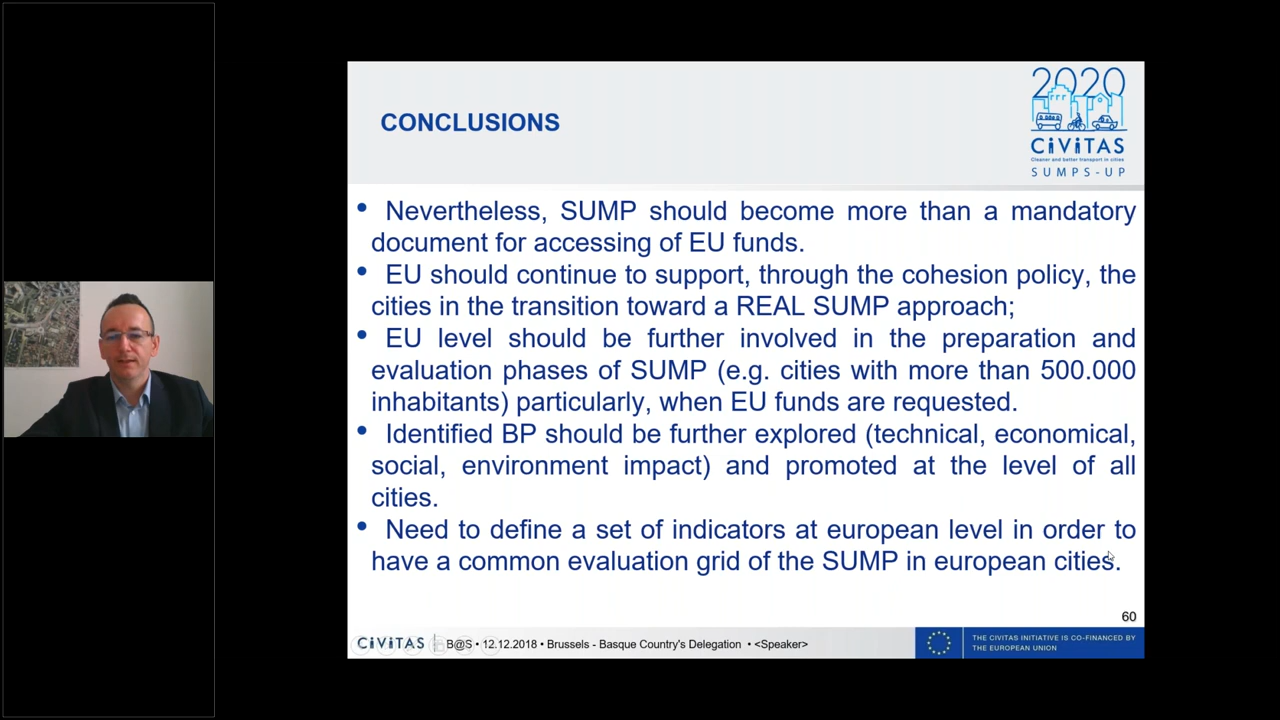 CONCLUSIONS
2020
CiViTAS
Cleaner and better transport in cities
SUMPS-UP
• Nevertheless, SUMP should become more than a mandatory
document for accessing of EU funds.
• EU should continue to support, through the cohesion policy, the
cities in the transition toward a REAL SUMP approach;
• EU level should be further involved in the preparation and
evaluation phases of SUMP (e.g. cities with more than 500.000
inhabitants) particularly, when EU funds are requested.
• Identified BP should be further explored (technical, economical,
social, environment impact) and promoted at the level of all
cities.
• Need to define a set of indicators at european level in order to
have a common evaluation grid of the SUMP in european cities.
60
CiViTAS B@S • 12.12.2018 • Brussels - Basque Country's Delegation • <Speaker>
THE CIVITAS INITIATIVE IS CO-FINANCED BY
THE EUROPEAN UNION